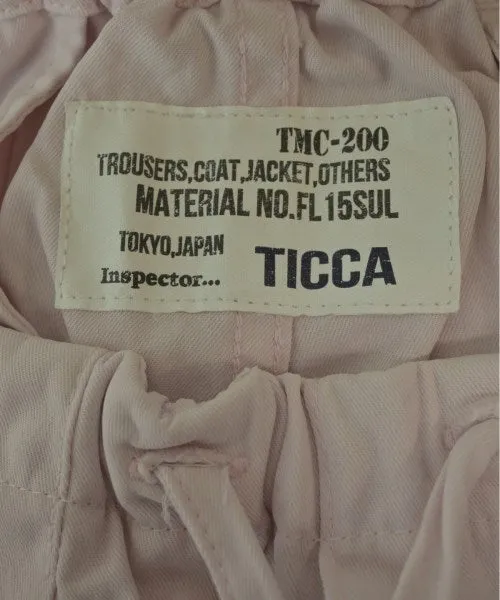 TMC-200
TROUSERS,COAT,JACKET,OTHERS
MATERIAL NO.FL15SUL
TOKYO,JAPAN
Inspector...
TICCA